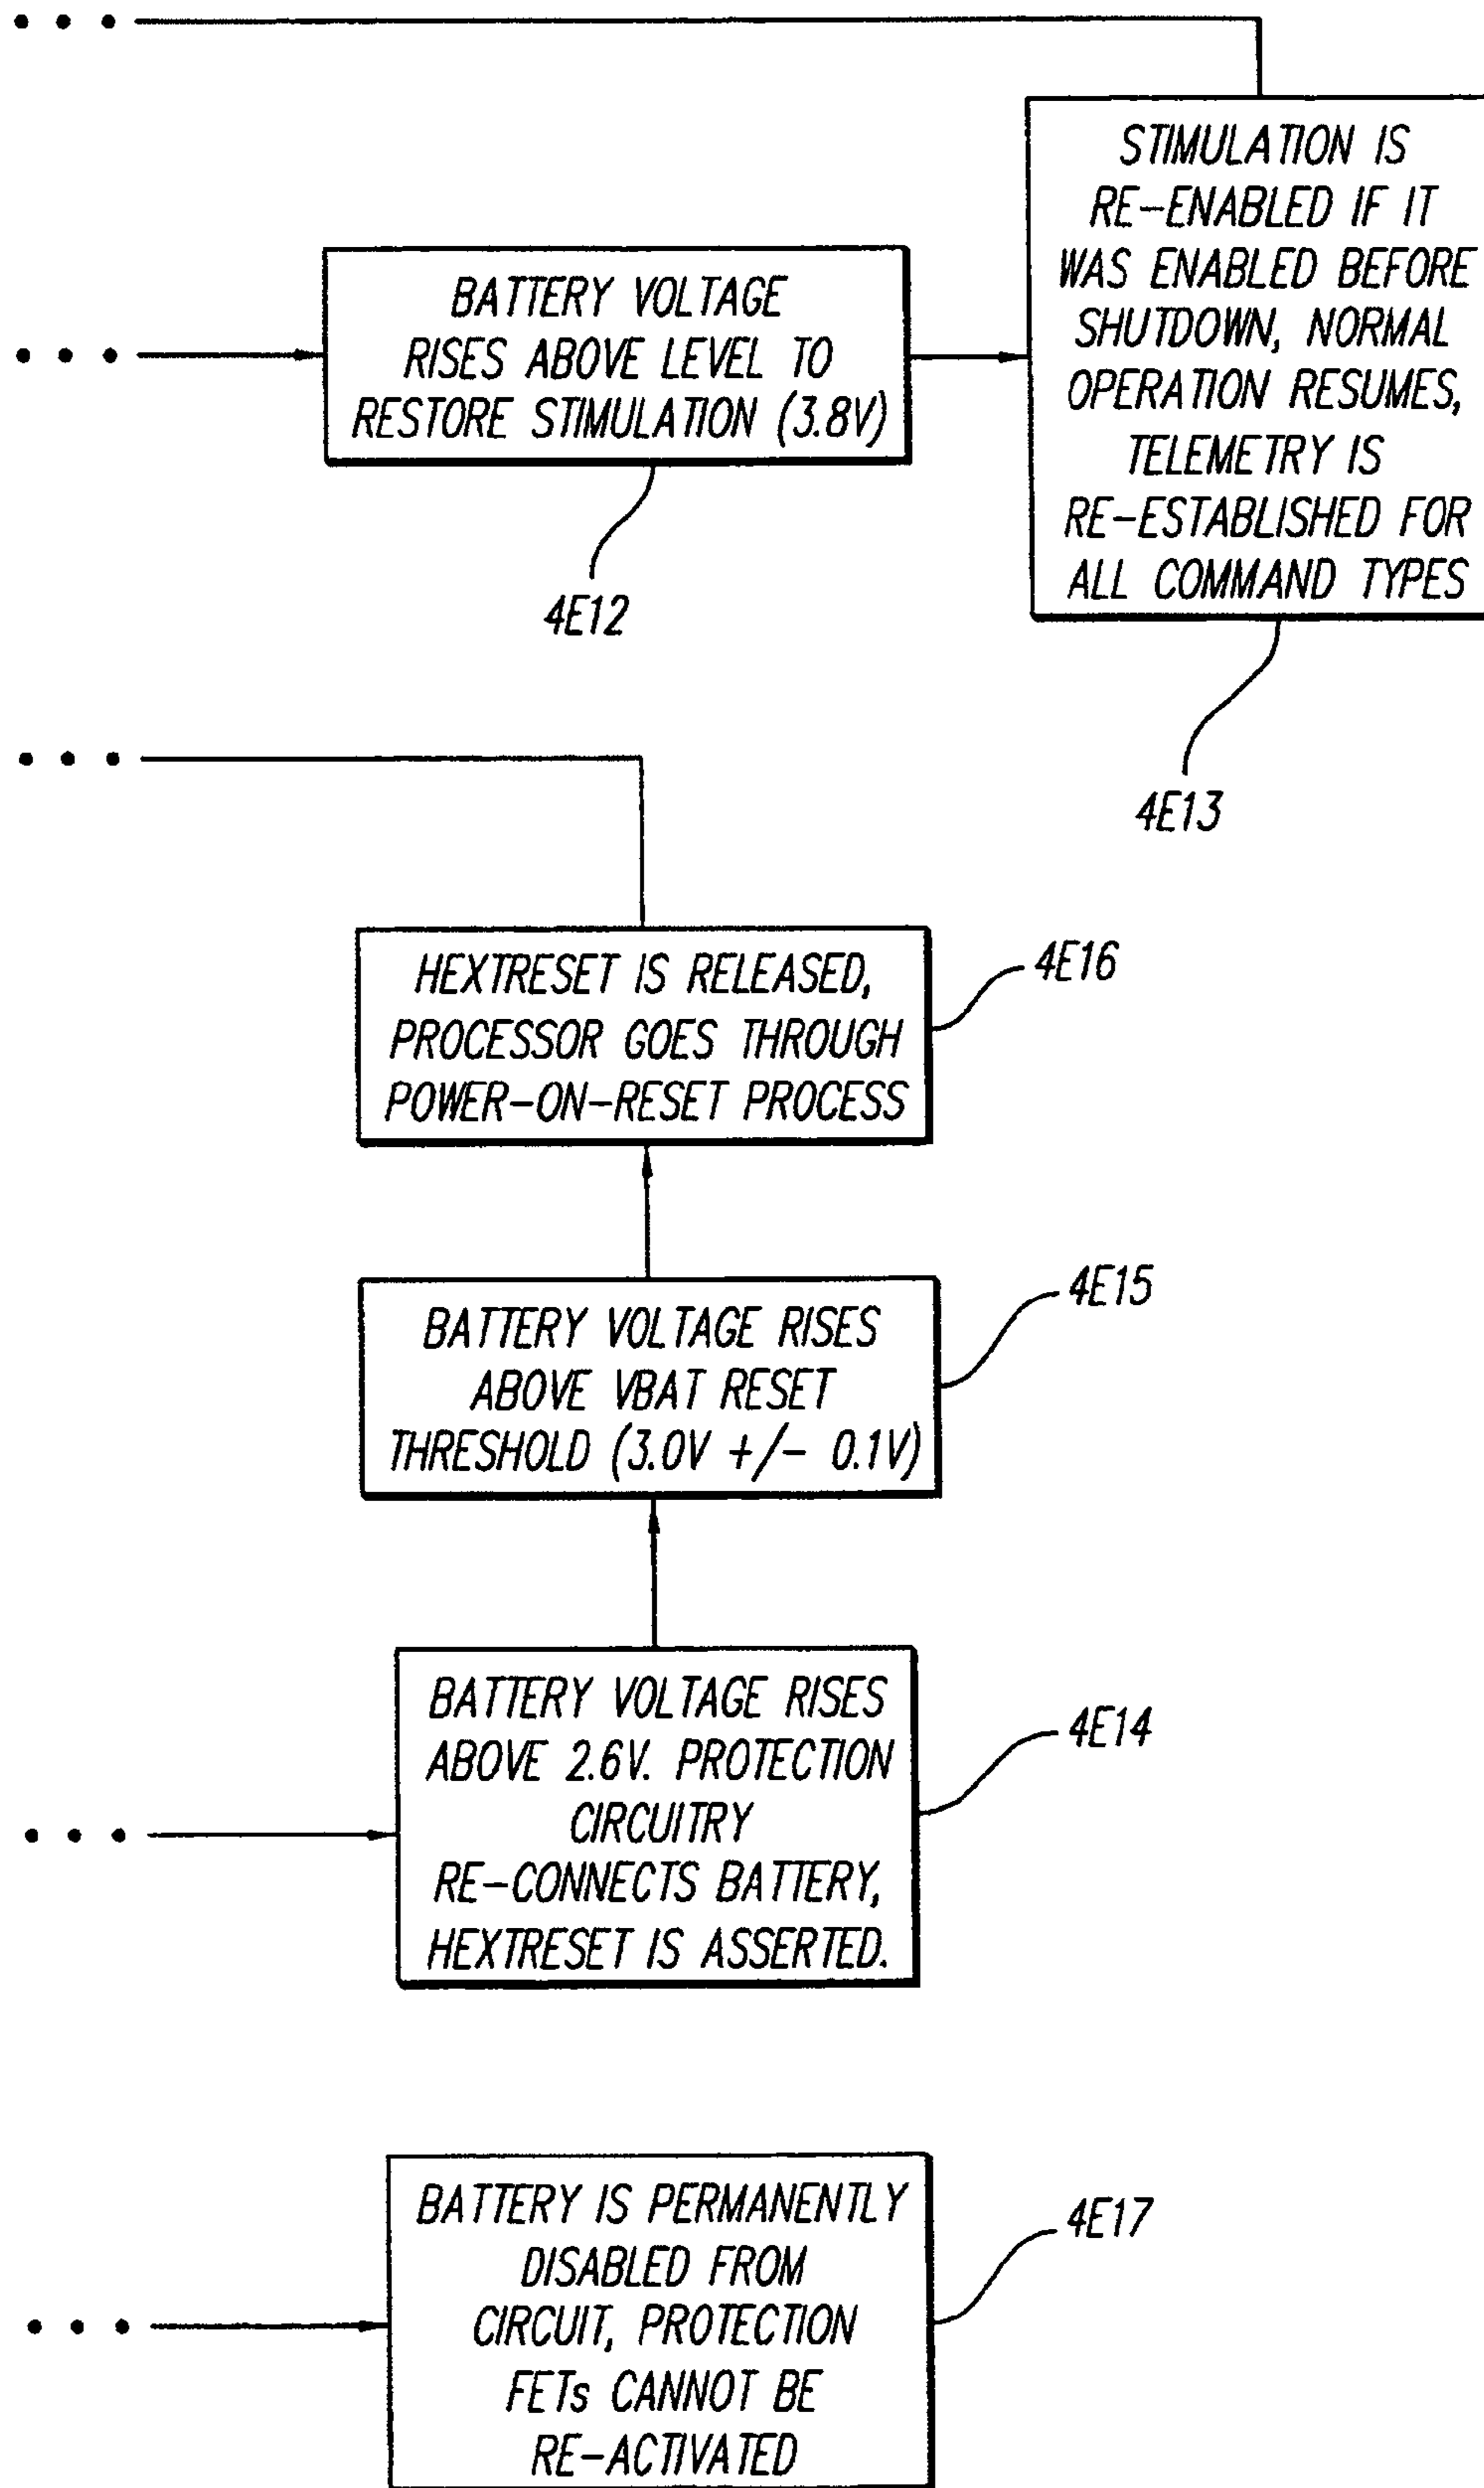 BATTERY VOLTAGE
RISES ABOVE LEVEL TO
RESTORE STIMULATION (3.8V)
4E12
STIMULATION IS
RE-ENABLED IF IT
WAS ENABLED BEFORE
SHUTDOWN, NORMAL
OPERATION RESUMES,
TELEMETRY IS
RE-ESTABLISHED FOR
ALL COMMAND TYPES
4E13
HEXTRESET IS RELEASED,
PROCESSOR GOES THROUGH
POWER-ON-RESET PROCESS
4E16
BATTERY VOLTAGE RISES
ABOVE VBAT RESET
THRESHOLD (3.0V +/- 0.1V)
4E15
BATTERY VOLTAGE RISES
ABOVE 2.6V. PROTECTION
CIRCUITRY
RE-CONNECTS BATTERY,
HEXTRESET IS ASSERTED.
4E14
BATTERY IS PERMANENTLY
DISABLED FROM
CIRCUIT, PROTECTION
FETs CANNOT BE
RE-ACTIVATED
4E17